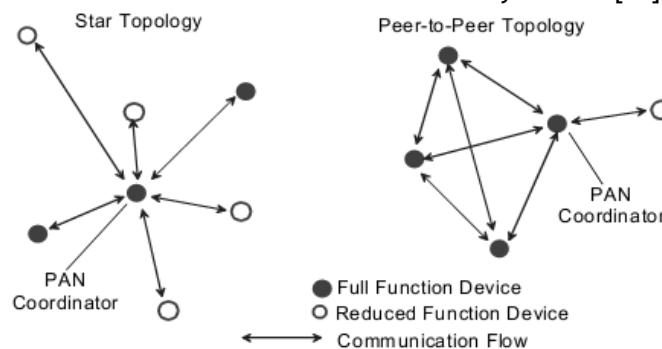 Star Topology
Peer-to-Peer Topology
PAN
Coordinator
PAN
Coordinator
Full Function Device
Reduced Function Device
Communication Flow